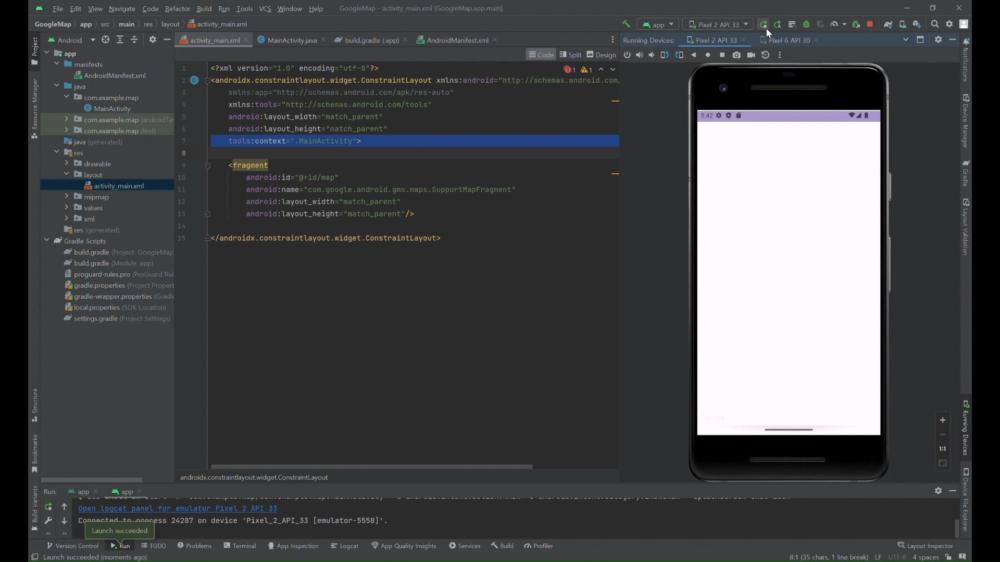 File Edit View Navigate Code Refactor Build Run Tools VCS Window Help GoogleMap - activity_main.xml [GoogleMap.app.main]
GoogleMap app src main res layout activity_main.xml app Pixel 2 API 33
Project
Android
activity_main.xml MainActivity.java build.gradle (:app) AndroidManifest.xml
Running Devices: Pixel 2 API 33 Pixel 6 API 30
Code Split Design
app
manifests
AndroidManifest.xml
java
com.example.map
MainActivity
com.example.map (androidTes
com.example.map (test)
java (generated)
res
drawable
layout
activity_main.xml
mipmap
values
xml
res (generated)
Gradle Scripts
build.gradle (Project: GoogleMap)
build.gradle (Module :app)
proguard-rules.pro (ProGuard Rul
gradle.properties (Project Propert
gradle-wrapper.properties (Gradle
local.properties (SDK Location)
settings.gradle (Project Settings)
1 <?xml version="1.0" encoding="utf-8"?>
2 <androidx.constraintlayout.widget.ConstraintLayout xmlns:android="http://schemas.android.com,
3 xmlns:app="http://schemas.android.com/apk/res-auto"
4 xmlns:tools="http://schemas.android.com/tools"
5 android:layout_width="match_parent"
6 android:layout_height="match_parent"
7 tools:context=".MainActivity">
8
9 <fragment
10 android:id="@+id/map"
11 android:name="com.google.android.gms.maps.SupportMapFragment"
12 android:layout_width="match_parent"
13 android:layout_height="match_parent"/>
14
15 </androidx.constraintlayout.widget.ConstraintLayout>
1 1
androidx.constraintlayout.widget.ConstraintLayout
5:42
Google
1:1
Resource Manager
Structure
Bookmarks
Build Variants
Notifications
Device Manager
Gradle
Layout Validation
Running Devices
Device File Explorer
Run: app app
Open logcat panel for emulator Pixel 2 API 33
Connected to process 24287 on device 'Pixel_2_API_33 [emulator-5558]'.
Launch succeeded
Version Control Run TODO Problems Terminal App Inspection Logcat App Quality Insights Services Build Profiler Layout Inspector
Launch succeeded (moments ago) 8:1 (35 chars, 1 line break) LF UTF-8 4 spaces